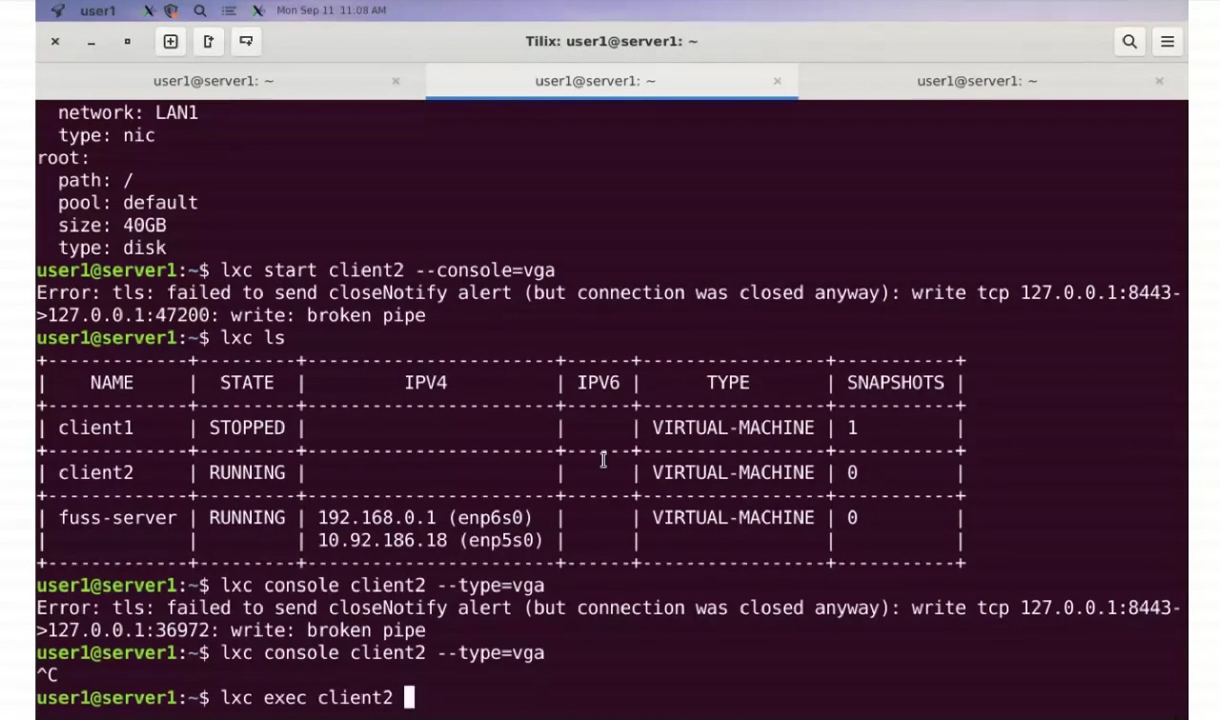 user1 Mon Sep 11 11:08 AM
Tilix: user1@server1: ~
user1@server1: ~ × user1@server1: ~ × user1@server1: ~ ×
  network: LAN1
  type: nic
root:
  path: /
  pool: default
  size: 40GB
  type: disk
user1@server1:~$ lxc start client2 --console=vga
Error: tls: failed to send closeNotify alert (but connection was closed anyway): write tcp 127.0.0.1:8443-
>127.0.0.1:47200: write: broken pipe
user1@server1:~$ lxc ls
+-------------+---------+-----------------------+------+-----------------+-----------+
|    NAME     |  STATE  |         IPV4          | IPV6 |      TYPE       | SNAPSHOTS |
+-------------+---------+-----------------------+------+-----------------+-----------+
| client1     | STOPPED |                       |      | VIRTUAL-MACHINE | 1         |
+-------------+---------+-----------------------+------+-----------------+-----------+
| client2     | RUNNING |                       |      | VIRTUAL-MACHINE | 0         |
+-------------+---------+-----------------------+------+-----------------+-----------+
| fuss-server | RUNNING | 192.168.0.1 (enp6s0)  |      | VIRTUAL-MACHINE | 0         |
|             |         | 10.92.186.18 (enp5s0) |      |                 |           |
+-------------+---------+-----------------------+------+-----------------+-----------+
user1@server1:~$ lxc console client2 --type=vga
Error: tls: failed to send closeNotify alert (but connection was closed anyway): write tcp 127.0.0.1:8443-
>127.0.0.1:36972: write: broken pipe
user1@server1:~$ lxc console client2 --type=vga
^C
user1@server1:~$ lxc exec client2